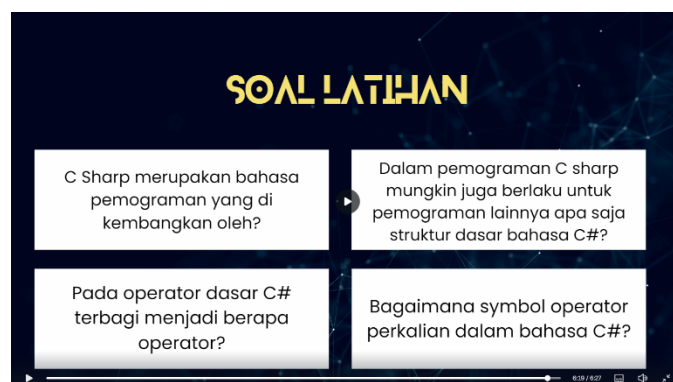 SOAL LATIHAN
C Sharp merupakan bahasa
pemograman yang di
kembangkan oleh?
Dalam pemograman C sharp
mungkin juga berlaku untuk
pemograman lainnya apa saja
struktur dasar bahasa C#?
Pada operator dasar C#
terbagi menjadi berapa
operator?
Bagaimana symbol operator
perkalian dalam bahasa C#?
6:19 / 6:27